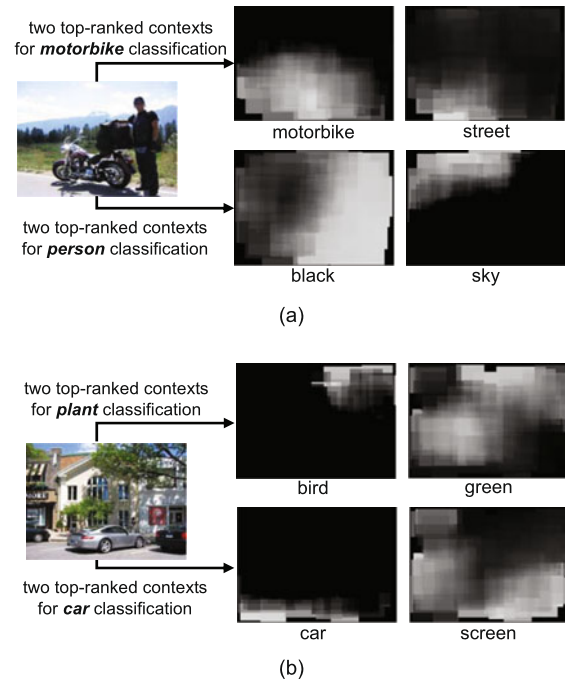 two top-ranked contexts
for motorbike classification
motorbike
street
two top-ranked contexts
for person classification
black
sky
(a)
two top-ranked contexts
for plant classification
bird
green
two top-ranked contexts
for car classification
car
screen
(b)